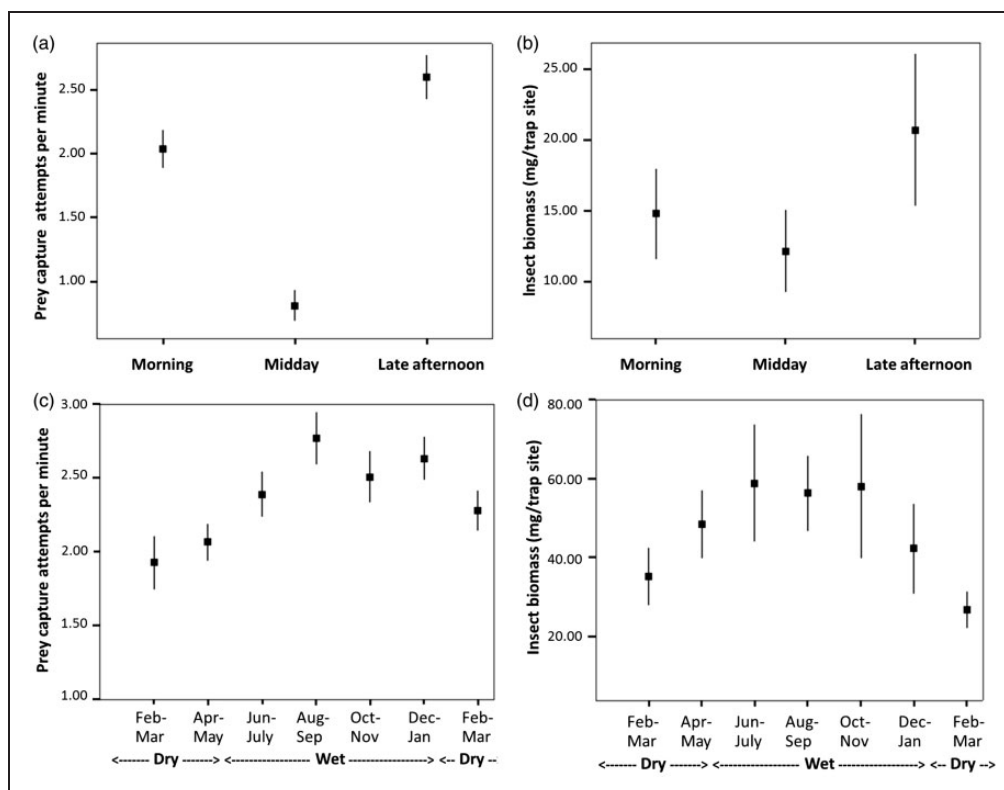 (a)
Prey capture attempts per minute
2.50
2.00
1.50
1.00
Morning Midday Late afternoon
(b)
Insect biomass (mg/trap site)
25.00
20.00
15.00
10.00
Morning Midday Late afternoon
(c)
Prey capture attempts per minute
3.00
2.50
2.00
1.50
1.00
Feb- Apr- Jun- Aug- Oct- Dec- Feb-
Mar May July Sep Nov Jan Mar
<------- Dry ------> <----------------- Wet ----------------> <-- Dry --
(d)
Insect biomass (mg/trap site)
80.00
60.00
40.00
20.00
Feb- Apr- Jun- Aug- Oct- Dec- Feb-
Mar May July Sep Nov Jan Mar
<------- Dry ------> <----------------- Wet ----------------> <-- Dry -->